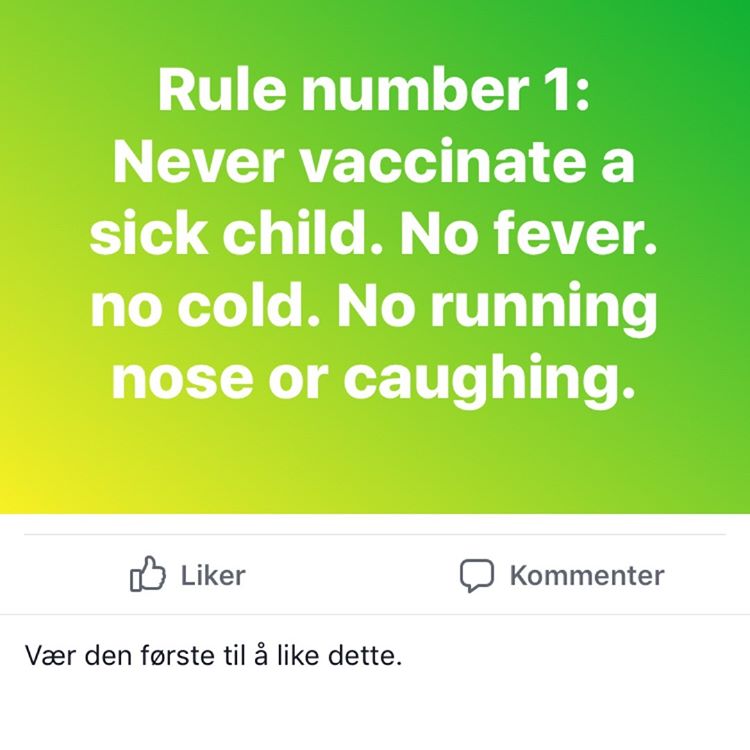 Rule number 1:
Never vaccinate a
sick child. No fever.
no cold. No running
nose or caughing.
Liker
Kommenter
Vær den første til å like dette.